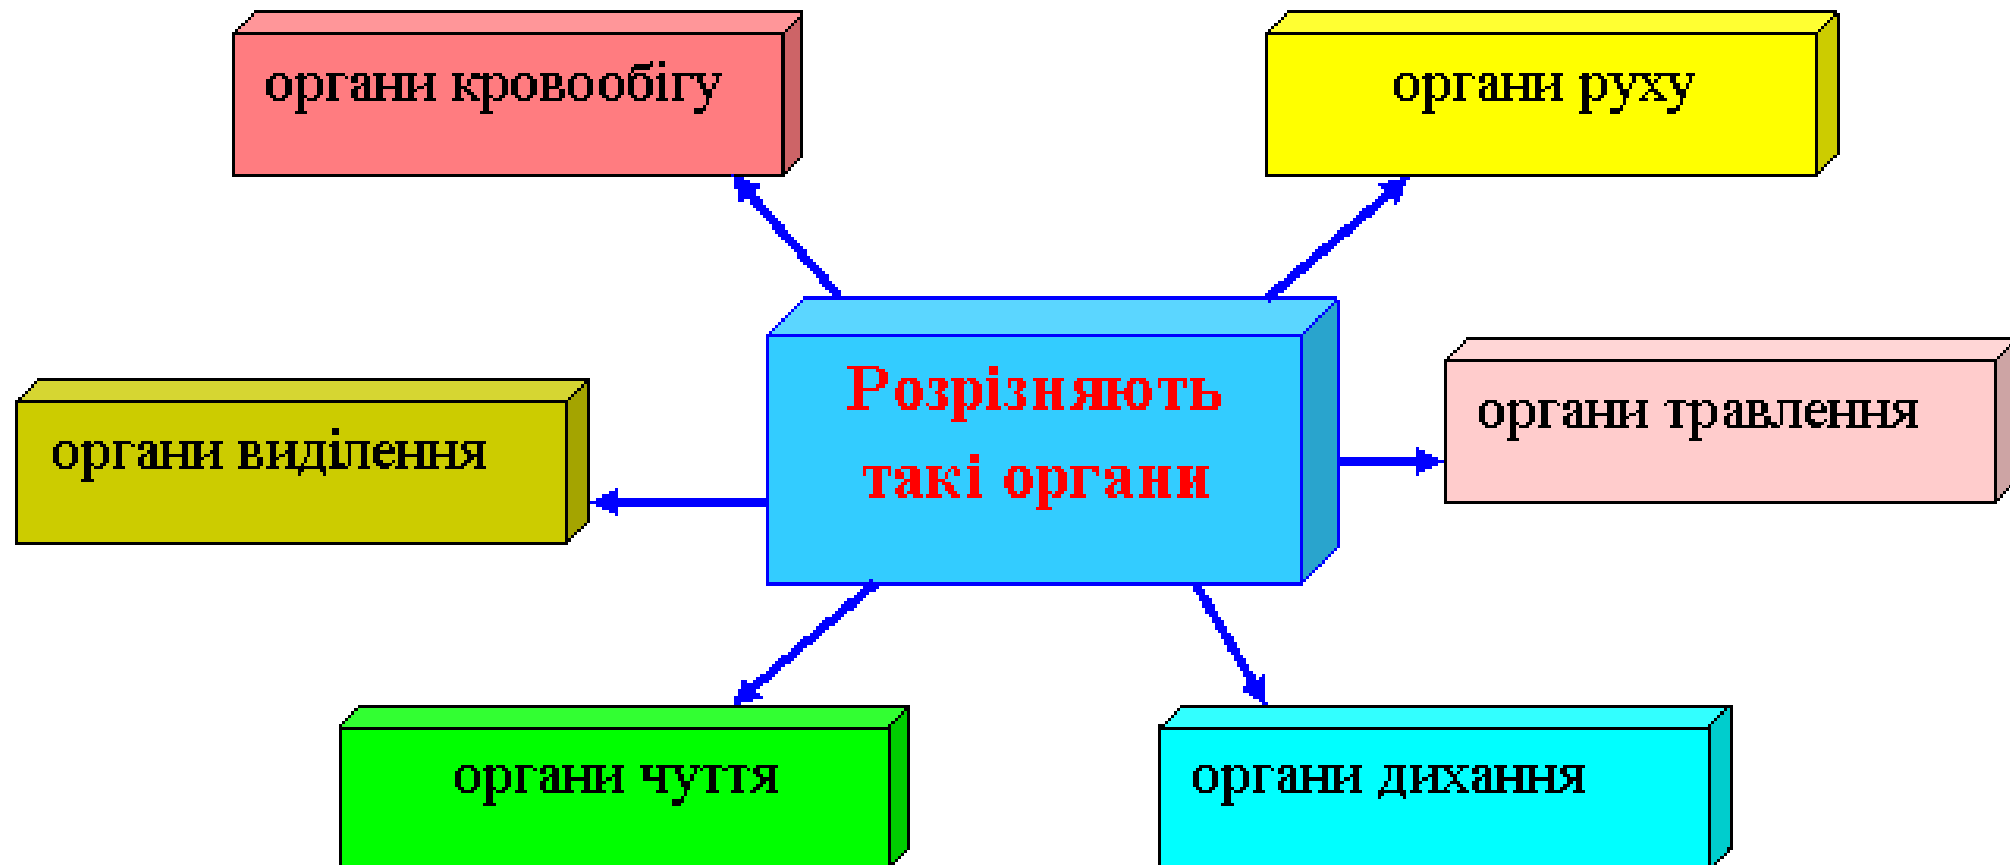 органи кровообігу
органи руху
Розрізняють
такі органи
органи травлення
органи виділення
органи чуття
органи дихання